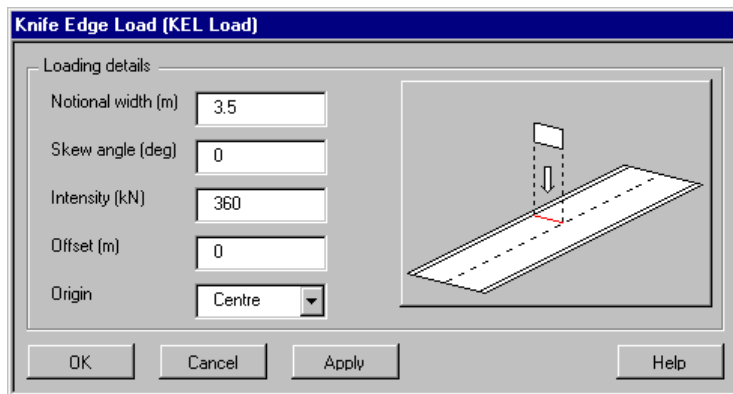 Knife Edge Load (KEL Load)
Loading details
Notional width (m) 3.5
Skew angle (deg) 0
Intensity (kN) 360
Offset (m) 0
Origin Centre
OK Cancel Apply Help